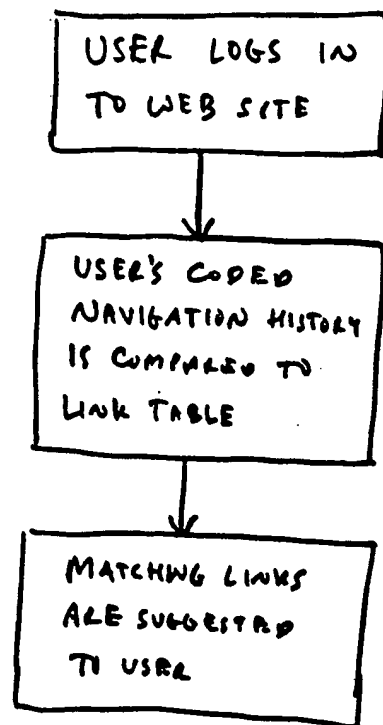 USER LOGS IN
TO WEB SITE
USER'S CODED
NAVIGATION HISTORY
IS COMPARED TO
LINK TABLE
MATCHING LINKS
ARE SUGGESTED
TO USER